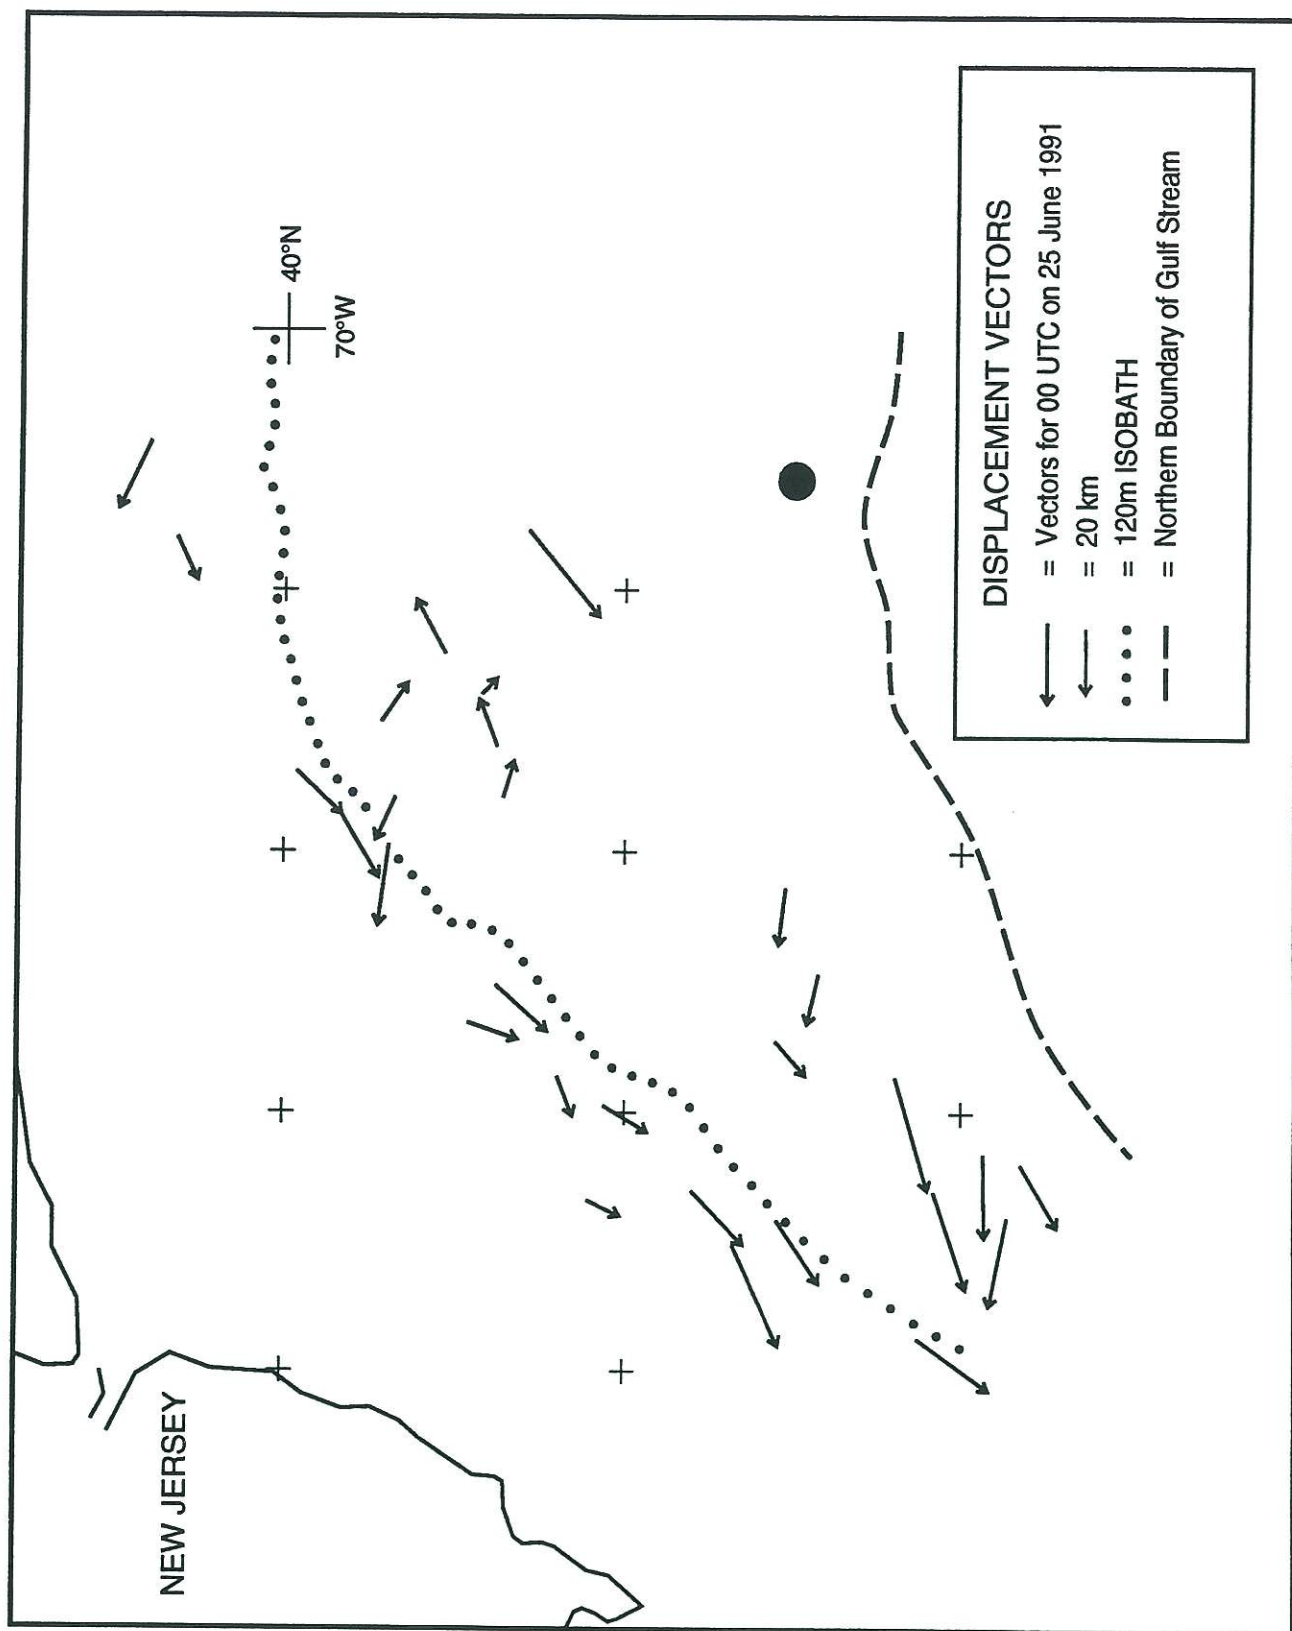 NEW JERSEY
40°N
70°W
DISPLACEMENT VECTORS
= Vectors for 00 UTC on 25 June 1991
= 20 km
= 120m ISOBATH
= Northern Boundary of Gulf Stream